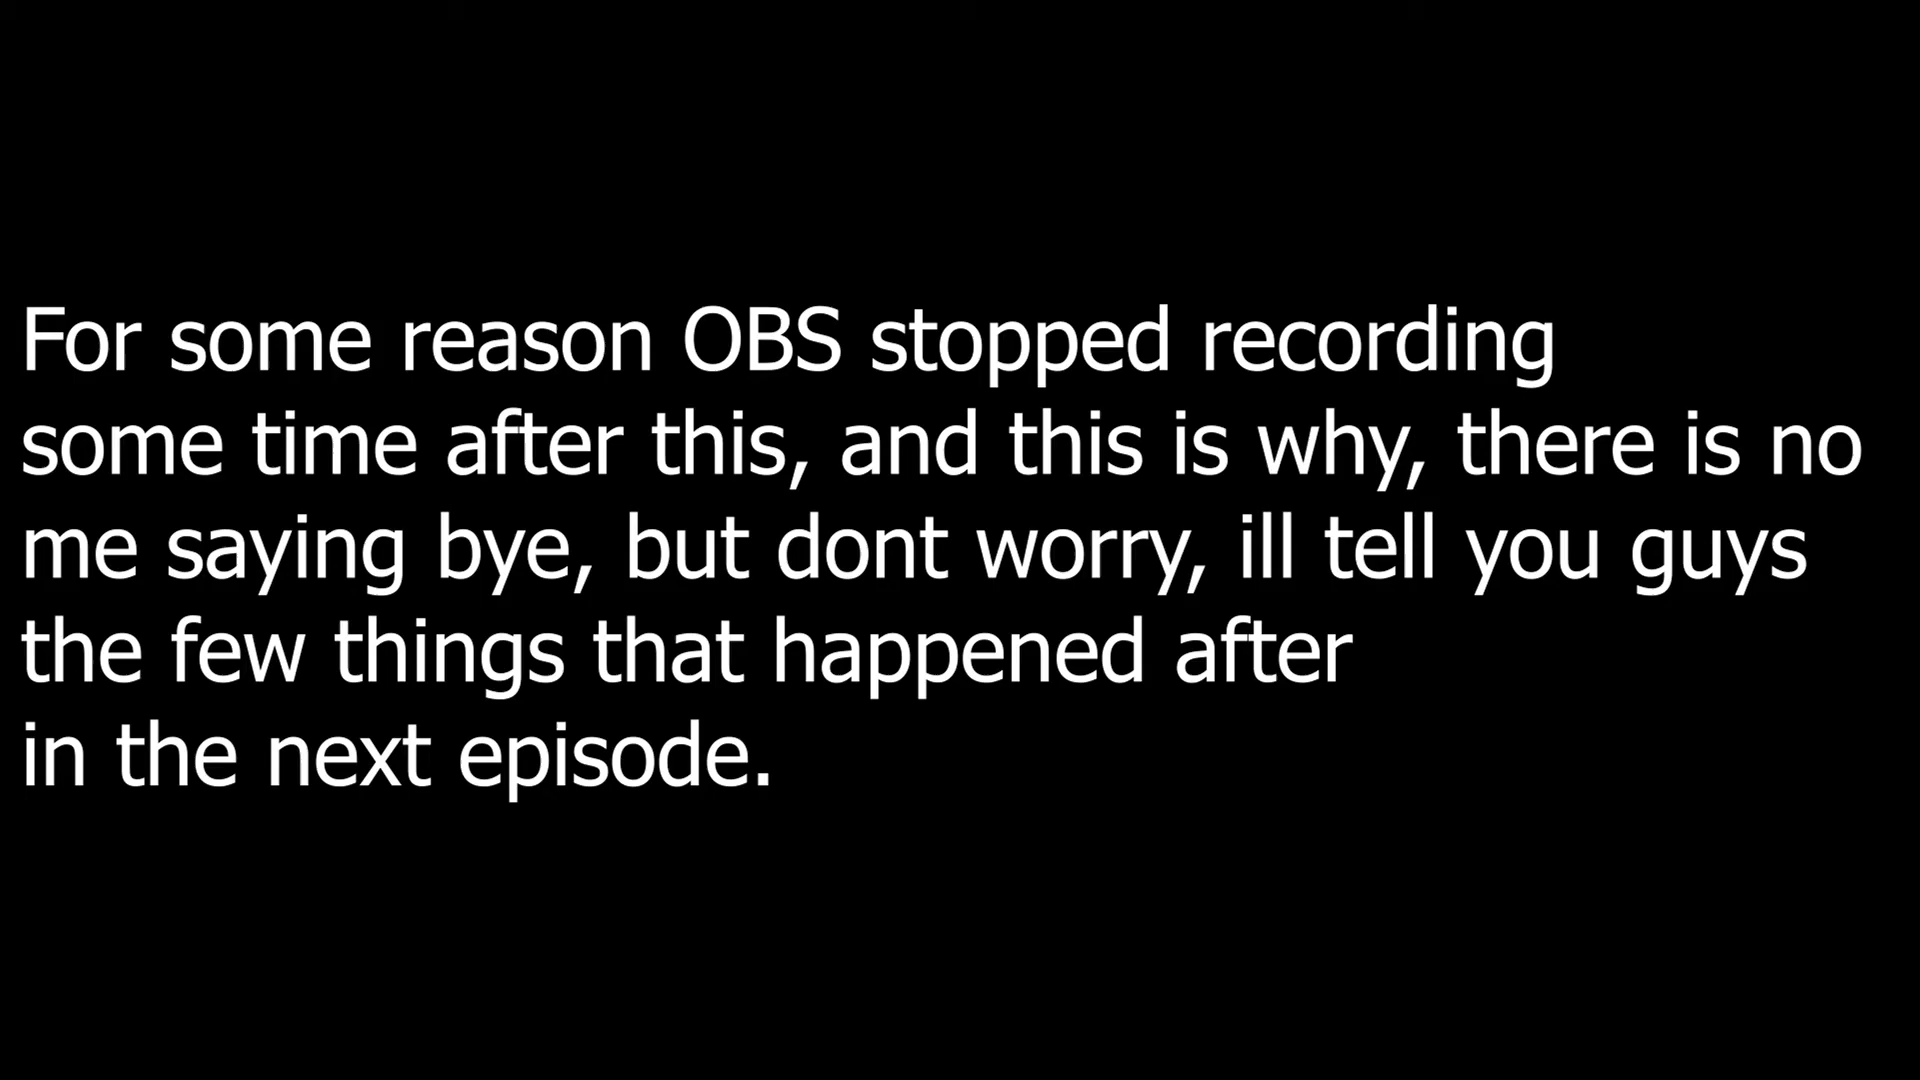 For some reason OBS stopped recording
some time after this, and this is why, there is no
me saying bye, but dont worry, ill tell you guys
the few things that happened after
in the next episode.